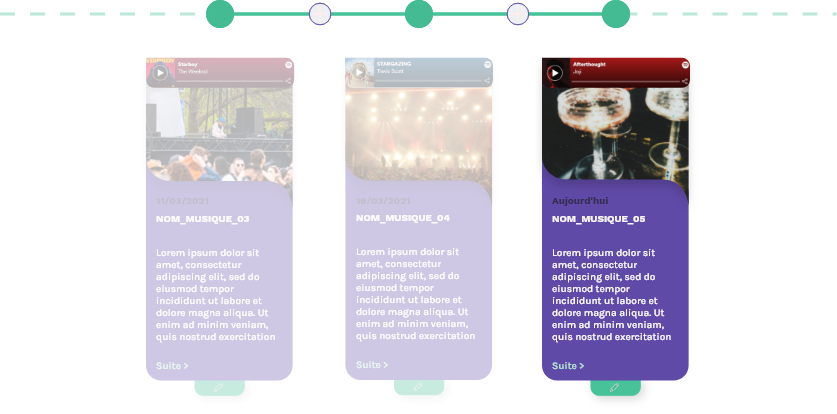 Starboy
The Weeknd
STARGAZING
Travis Scott
Afterthought
Joji
11/03/2021
NOM_MUSIQUE_03
Lorem ipsum dolor sit
amet, consectetur
adipiscing elit, sed do
eiusmod tempor
incididunt ut labore et
dolore magna aliqua. Ut
enim ad minim veniam,
quis nostrud exercitation
Suite >
16/03/2021
NOM_MUSIQUE_04
Lorem ipsum dolor sit
amet, consectetur
adipiscing elit, sed do
eiusmod tempor
incididunt ut labore et
dolore magna aliqua. Ut
enim ad minim veniam,
quis nostrud exercitation
Suite >
Aujourd'hui
NOM_MUSIQUE_05
Lorem ipsum dolor sit
amet, consectetur
adipiscing elit, sed do
eiusmod tempor
incididunt ut labore et
dolore magna aliqua. Ut
enim ad minim veniam,
quis nostrud exercitation
Suite >